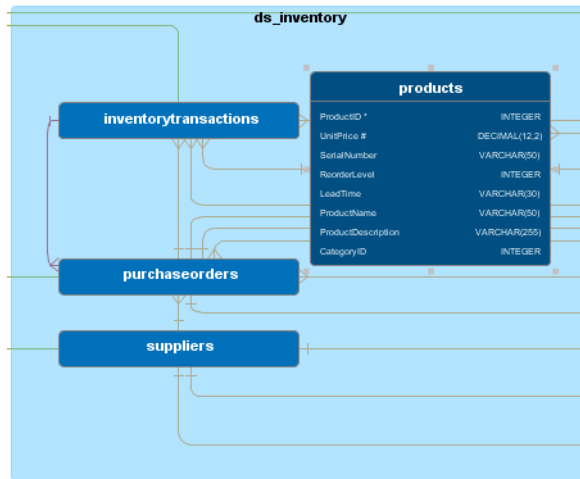 ds_inventory
products
inventorytransactions
ProductID * INTEGER
UnitPrice # DECIMAL(12,2)
SerialNumber VARCHAR(50)
ReorderLevel INTEGER
LeadTime VARCHAR(30)
ProductName VARCHAR(50)
ProductDescription VARCHAR(255)
CategoryID INTEGER
purchaseorders
suppliers